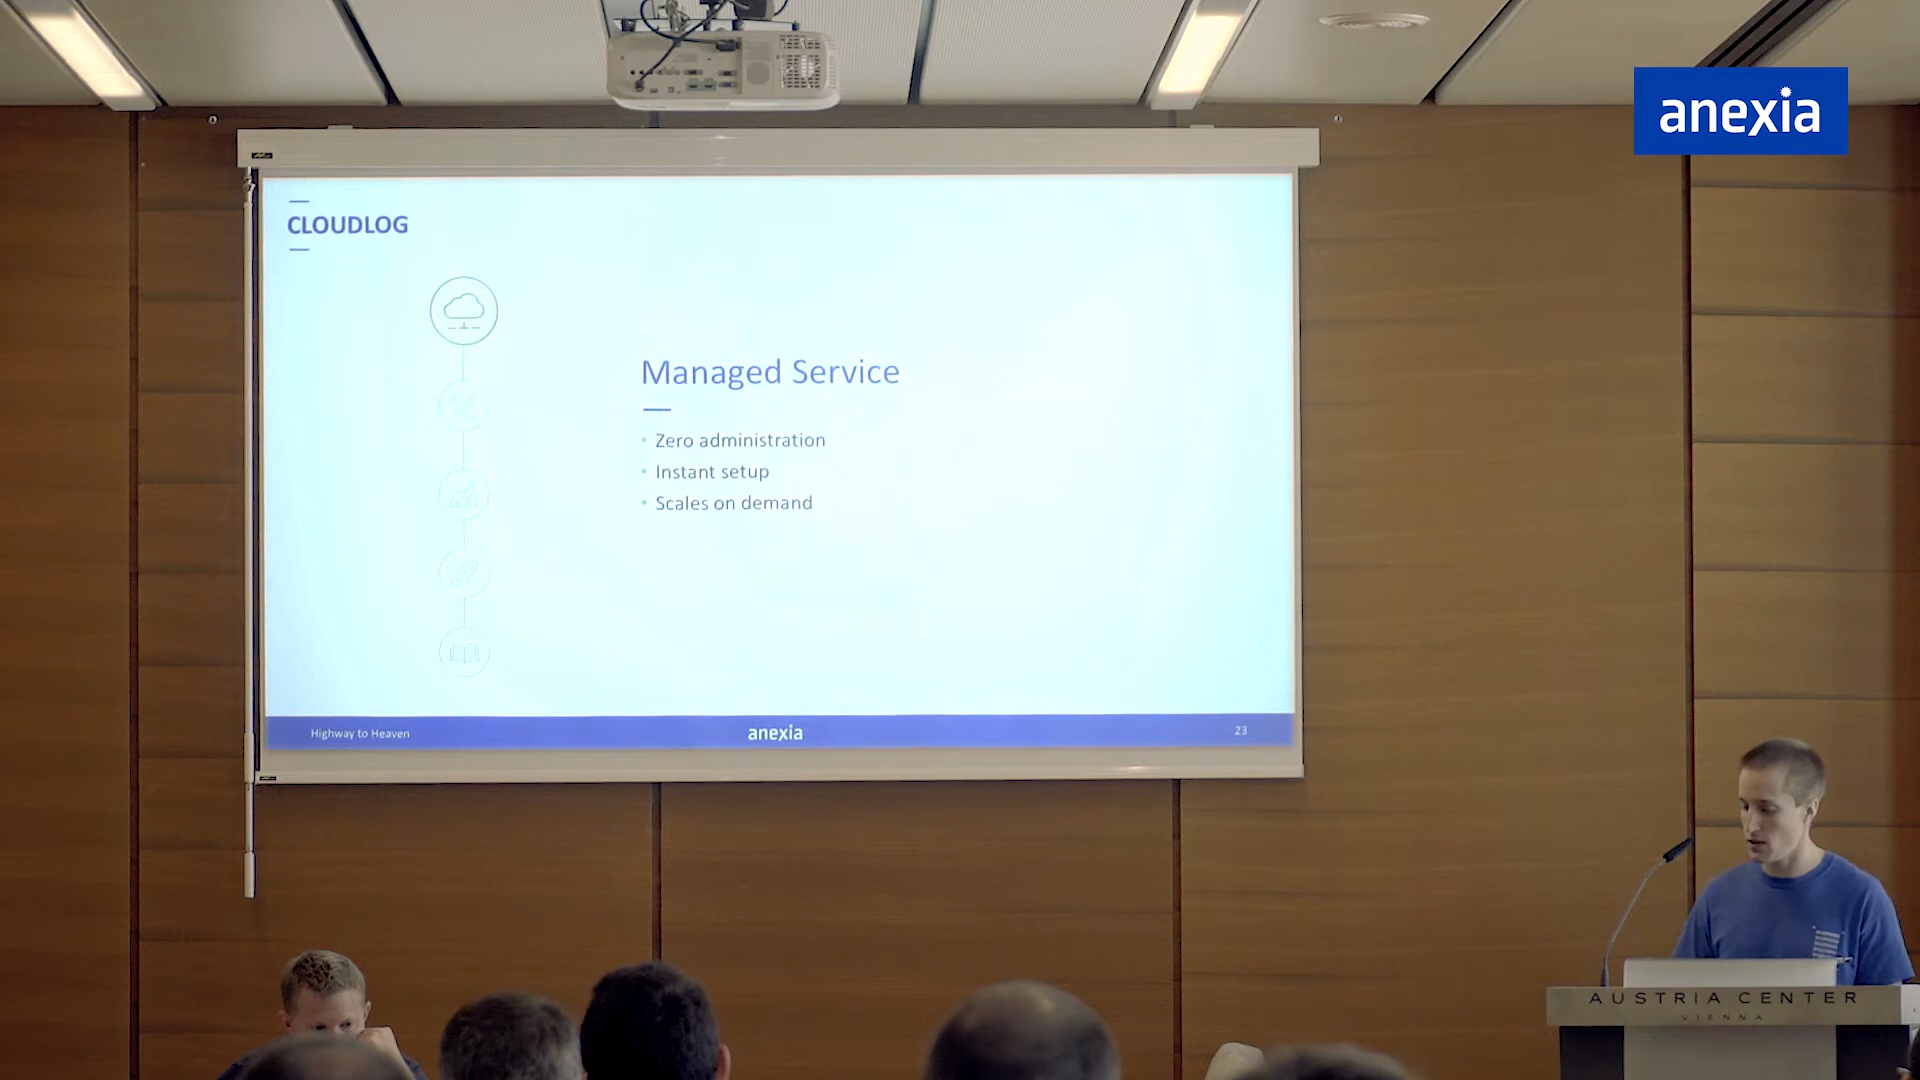 anexia
CLOUDLOG
Managed Service
• Zero administration
• Instant setup
• Scales on demand
Highway to Heaven
anexia
23
AUSTRIA CENTER
VIENNA